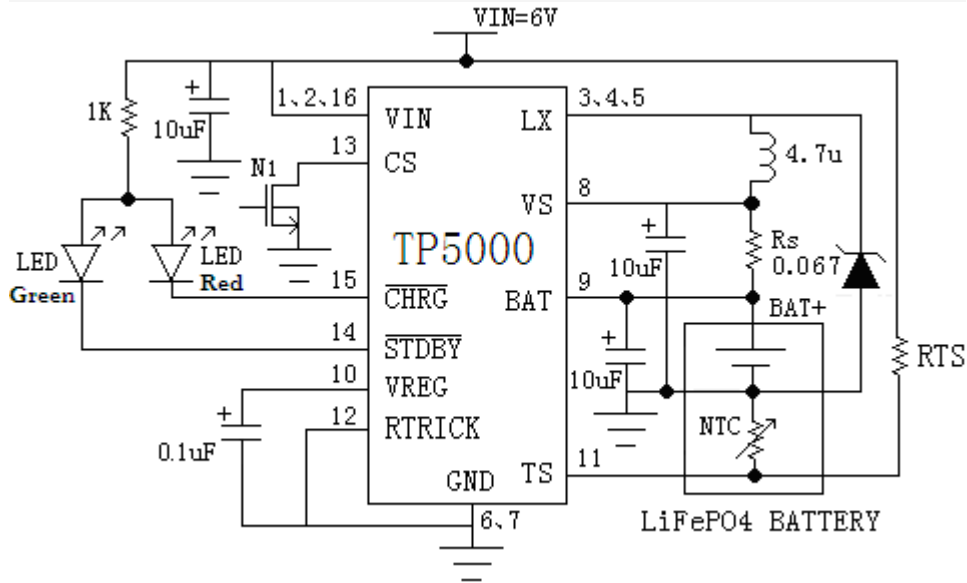 VIN=6V
1K
+
10uF
1、2、16
VIN
LX
3、4、5
4.7u
13
CS
N1
VS
8
TP5000
LED
Green
LED
Red
+
10uF
Rs
0.067
15
CHRG
BAT
9
BAT+
14
STDBY
+
10uF
RTS
10
VREG
+
0.1uF
12
RTRICK
NTC
TS
11
GND
6、7
LiFePO4 BATTERY